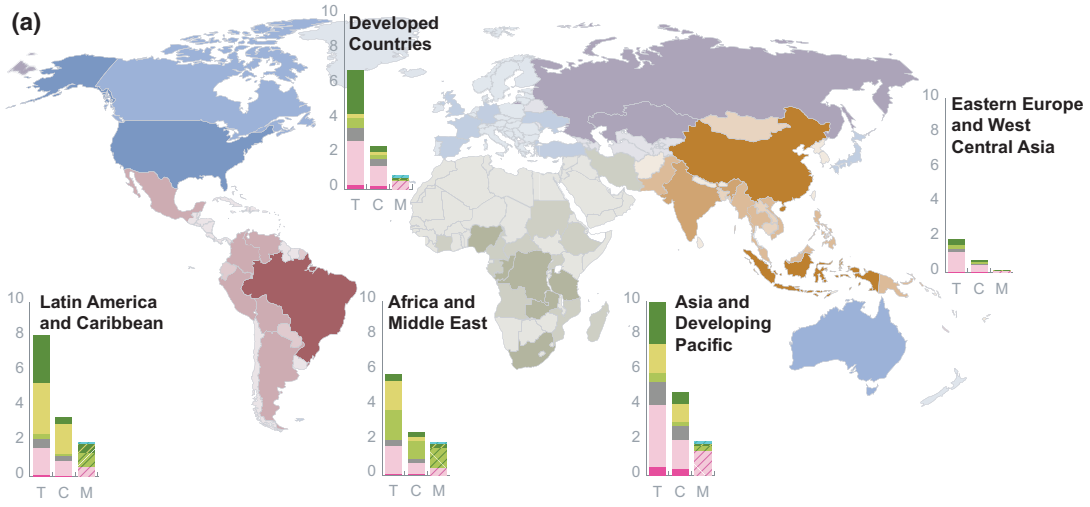 (a)
Developed
Countries
10
8
6
4
2
0
T C M
Eastern Europe
and West
Central Asia
10
8
6
4
2
0
T C M
Latin America
and Caribbean
10
8
6
4
2
0
T C M
Africa and
Middle East
10
8
6
4
2
0
T C M
Asia and
Developing
Pacific
10
8
6
4
2
0
T C M